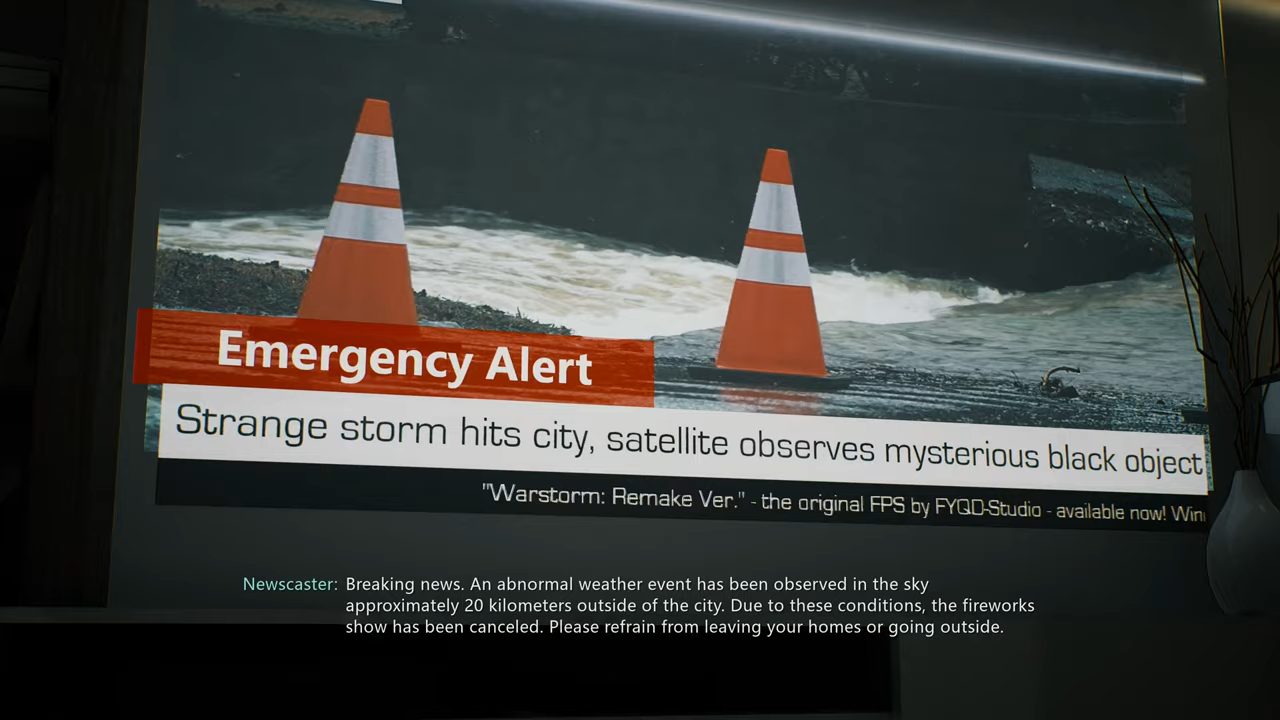 Emergency Alert
Strange storm hits city, satellite observes mysterious black object
"Warstorm: Remake Ver." - the original FPS by FYQD-Studio - available now!
Newscaster: Breaking news. An abnormal weather event has been observed in the sky
approximately 20 kilometers outside of the city. Due to these conditions, the fireworks
show has been canceled. Please refrain from leaving your homes or going outside.